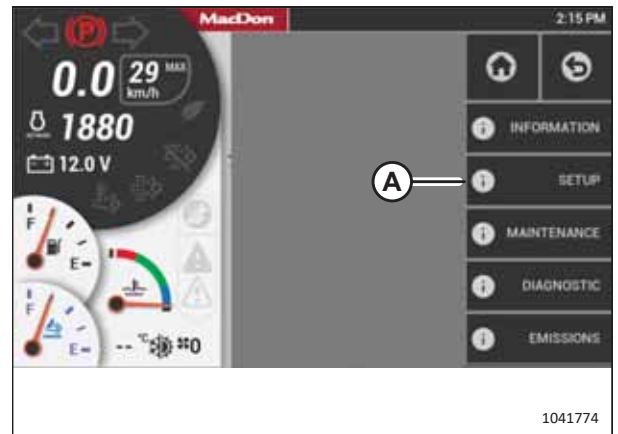 MacDon
2:15 PM
P
0.0
29 MAX
km/h
1880
12.0 V
F
E
F
E
-- °C
0
INFORMATION
A
SETUP
MAINTENANCE
DIAGNOSTIC
EMISSIONS
1041774